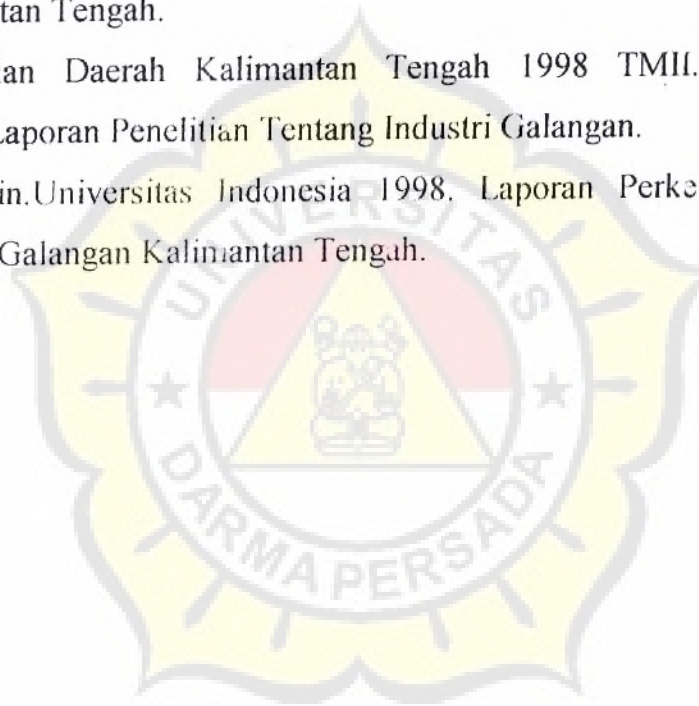 tan Tengah.
an Daerah Kalimantan Tengah 1998 TMII.
Laporan Penelitian Tentang Industri Galangan.
in.Universitas Indonesia 1998. Laporan Perke
Galangan Kalimantan Tengah.
UNIVERSITAS
DARMA PERSADA